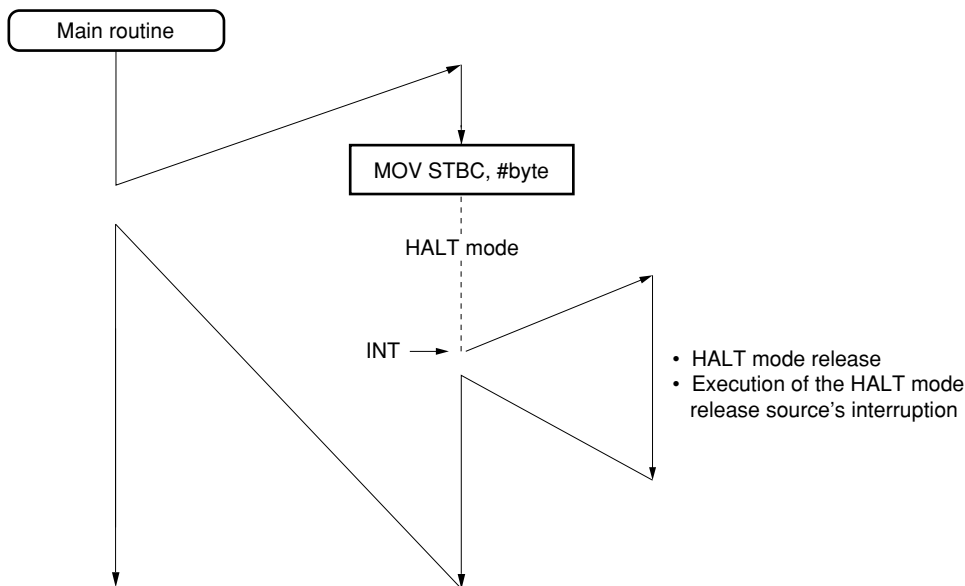 Main routine
MOV STBC, #byte
HALT mode
INT
• HALT mode release
• Execution of the HALT mode
release source's interruption